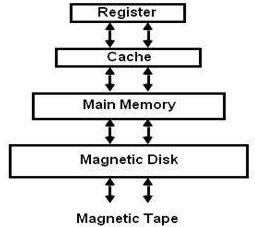 Register
Cache
Main Memory
Magnetic Disk
Magnetic Tape